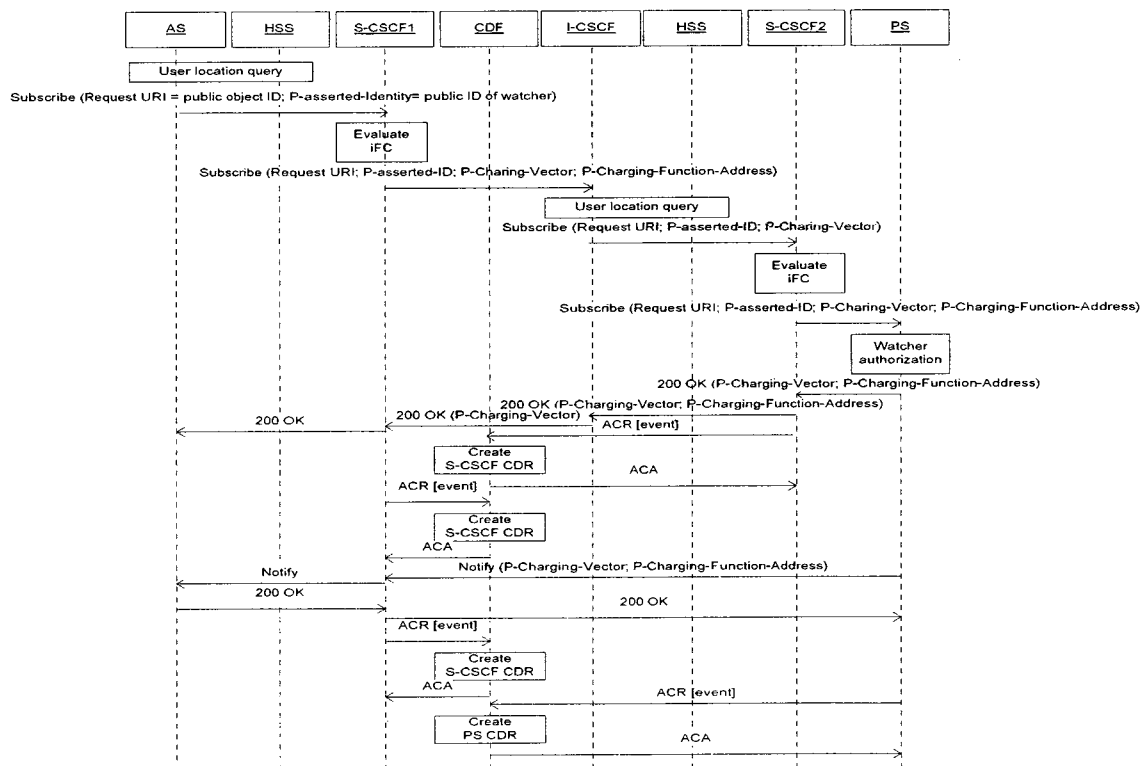 AS HSS S-CSCF1 CDF I-CSCF HSS S-CSCF2 PS
User location query
Subscribe (Request URI = public object ID; P-asserted-Identity= public ID of watcher)
Evaluate
iFC
Subscribe (Request URI; P-asserted-ID; P-Charing-Vector; P-Charging-Function-Address)
User location query
Subscribe (Request URI; P-asserted-ID; P-Charing-Vector)
Evaluate
iFC
Subscribe (Request URI; P-asserted-ID; P-Charing-Vector; P-Charging-Function-Address)
Watcher
authorization
200 OK (P-Charging-Vector; P-Charging-Function-Address)
200 OK (P-Charging-Vector; P-Charging-Function-Address)
200 OK (P-Charging-Vector)
200 OK
ACR [event]
Create
S-CSCF CDR
ACA
ACR [event]
Create
S-CSCF CDR
ACA
Notify (P-Charging-Vector; P-Charging-Function-Address)
Notify
200 OK
200 OK
ACR [event]
Create
S-CSCF CDR
ACA
ACR [event]
Create
PS CDR
ACA